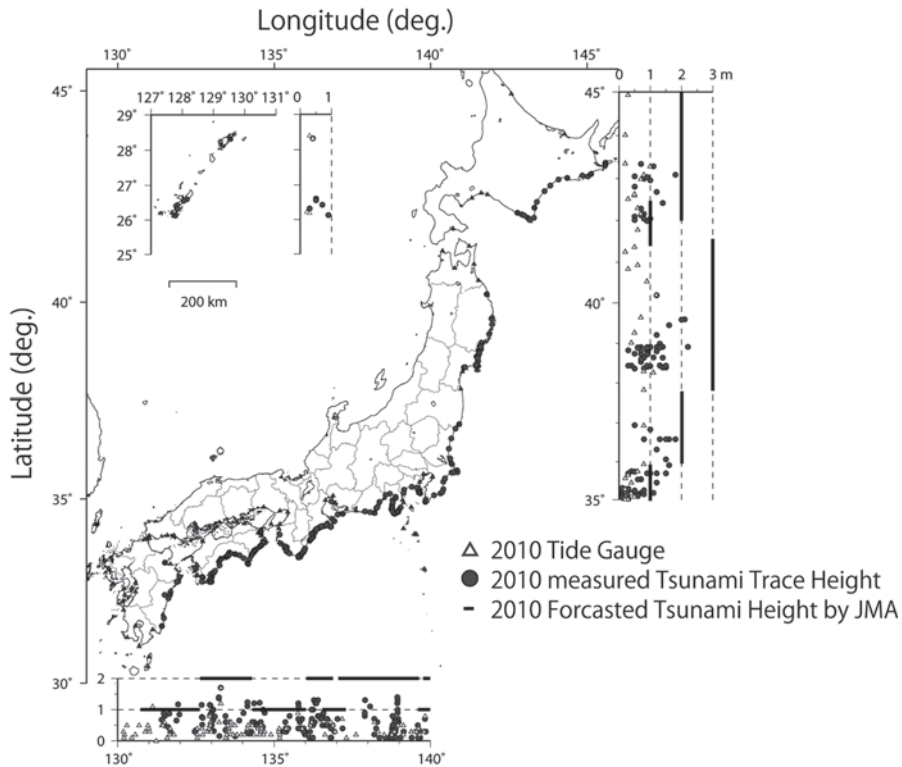 Longitude (deg.)
130° 135° 140° 145°
0 1 2 3 m
45°
127° 128° 129° 130° 131° 0 1
45°
29°
28°
27°
26°
25°
200 km
40°
40°
Latitude (deg.)
35°
35°
△ 2010 Tide Gauge
● 2010 measured Tsunami Trace Height
- 2010 Forcasted Tsunami Height by JMA
30°
2
1
0
130° 135° 140°